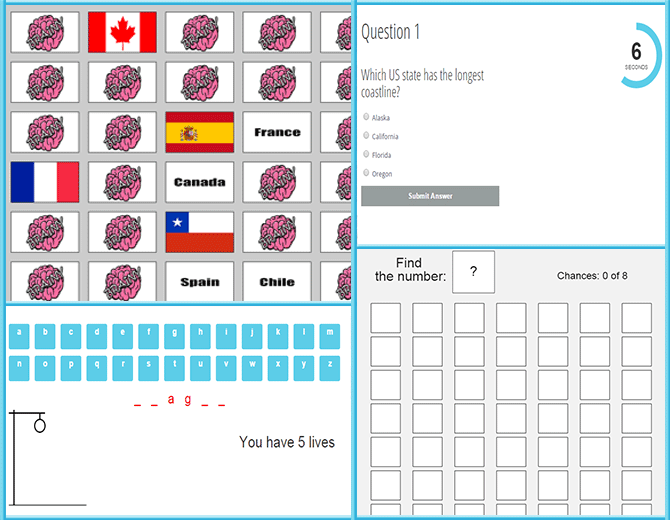 France
Canada
Spain
Chile
a b c d e f g h i j k l m
n o p q r s t u v w x y z
_ _ a g _ _
You have 5 lives
Question 1
6
SECONDS
Which US state has the longest
coastline?
Alaska
California
Florida
Oregon
Submit Answer
Find
the number:
?
Chances: 0 of 8